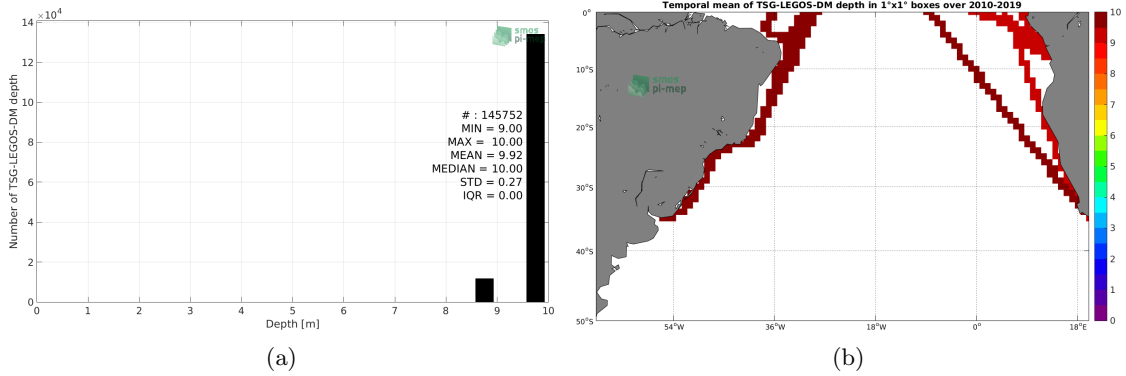 ×10⁴
14
12
10
8
6
4
2
0
Number of TSG-LEGOS-DM depth
smos
pi-mep
# : 145752
MIN = 9.00
MAX = 10.00
MEAN = 9.92
MEDIAN = 10.00
STD = 0.27
IQR = 0.00
0 1 2 3 4 5 6 7 8 9 10
Depth [m]
(a)
Temporal mean of TSG-LEGOS-DM depth in 1°x1° boxes over 2010-2019
0°
10°S
20°S
30°S
40°S
50°S
smos
pi-mep
54°W 36°W 18°W 0° 18°E
10
9
8
7
6
5
4
3
2
1
0
(b)